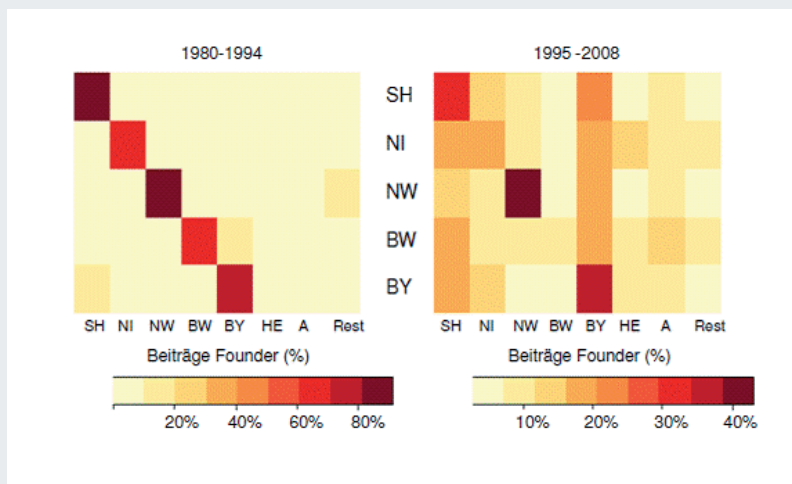 1980-1994
1995-2008
SH
NI
NW
BW
BY
SH NI NW BW BY HE A Rest
SH NI NW BW BY HE A Rest
Beiträge Founder (%)
Beiträge Founder (%)
20% 40% 60% 80%
10% 20% 30% 40%